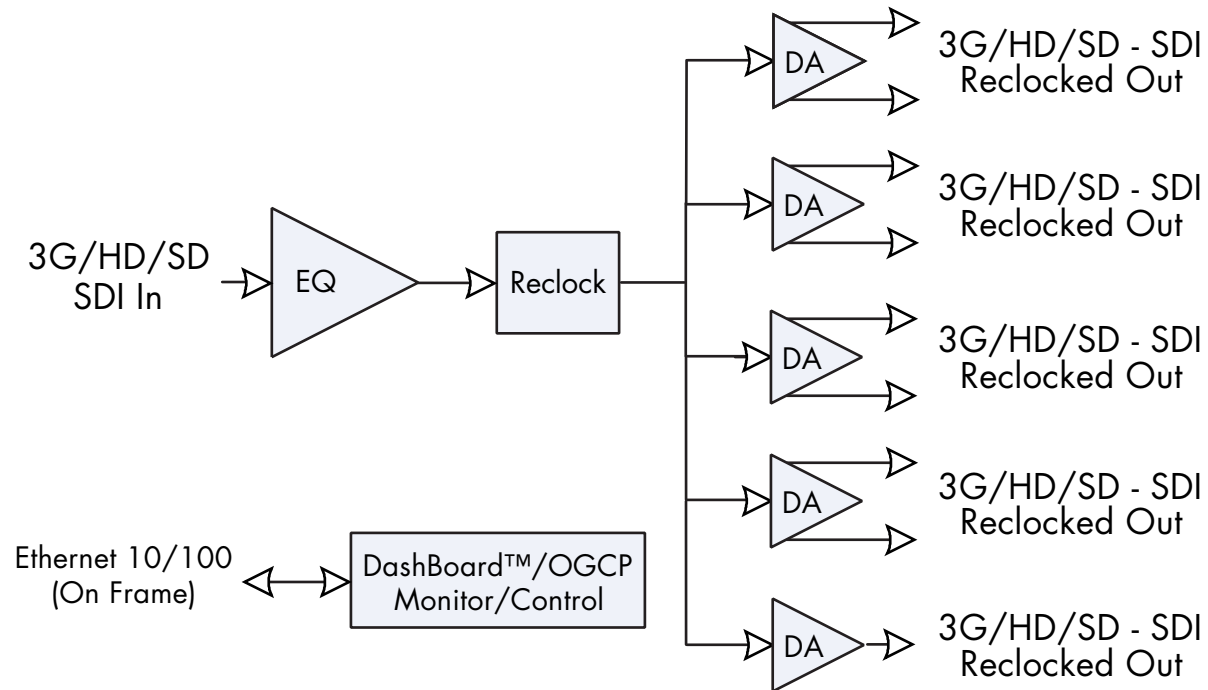 DA
3G/HD/SD - SDI
Reclocked Out
DA
3G/HD/SD - SDI
Reclocked Out
3G/HD/SD
SDI In
EQ
Reclock
DA
3G/HD/SD - SDI
Reclocked Out
DA
3G/HD/SD - SDI
Reclocked Out
Ethernet 10/100
(On Frame)
DashBoard™/OGCP
Monitor/Control
DA
3G/HD/SD - SDI
Reclocked Out